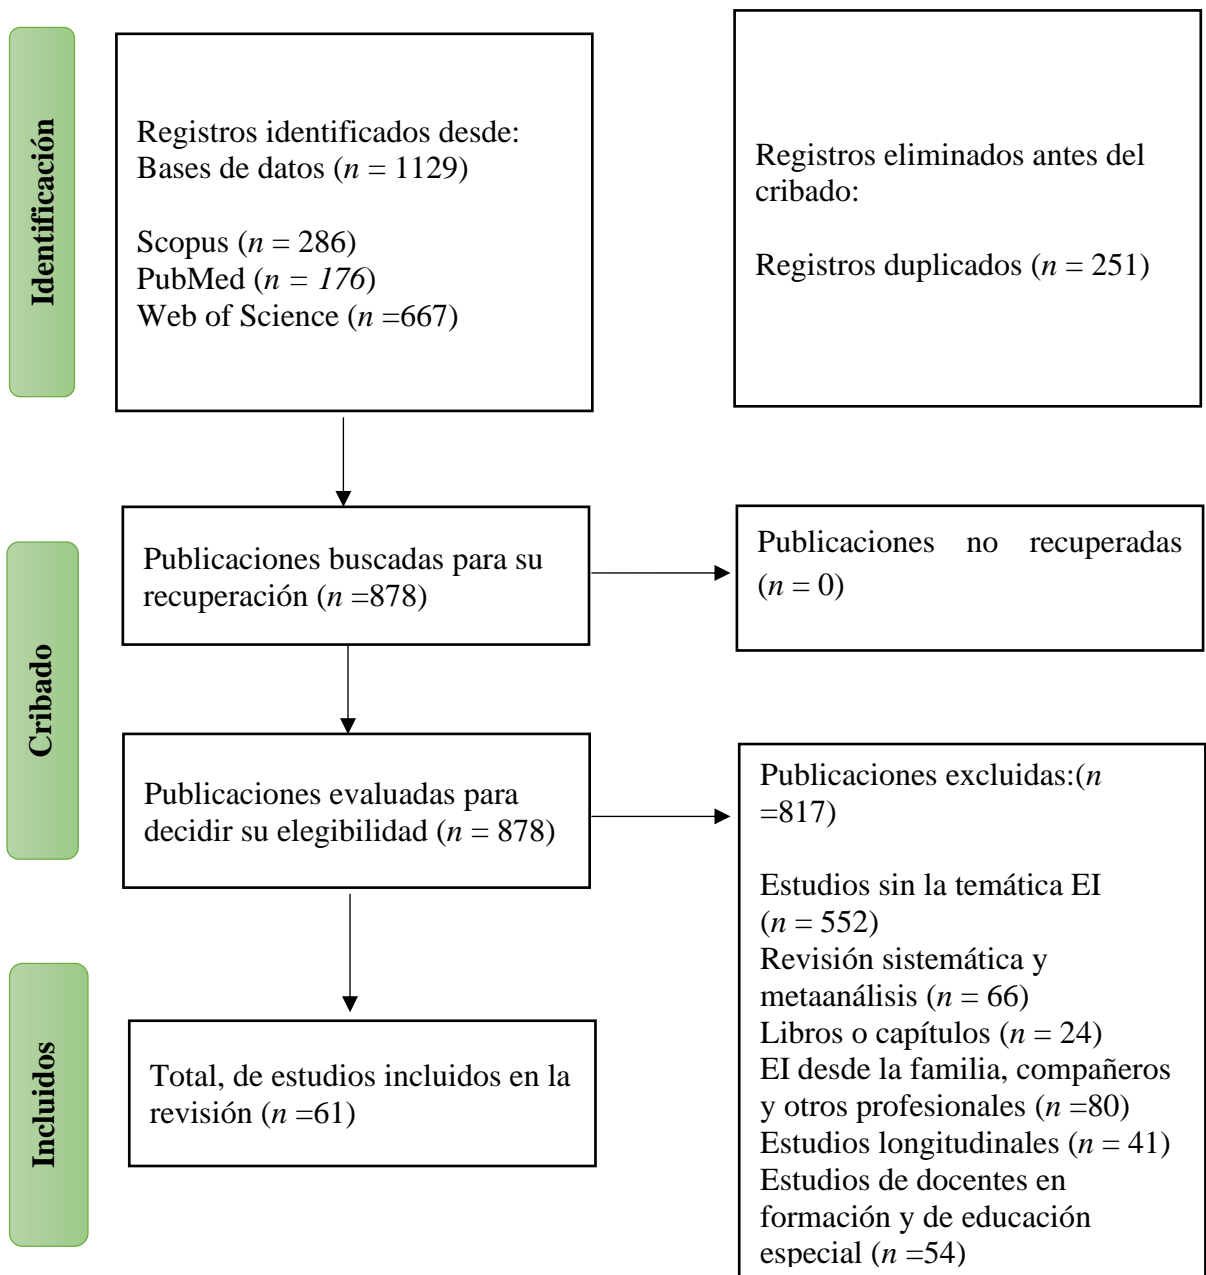 Identificación
Registros identificados desde:
Bases de datos (n = 1129)
Scopus (n = 286)
PubMed (n = 176)
Web of Science (n =667)
Registros eliminados antes del
cribado:
Registros duplicados (n = 251)
Cribado
Publicaciones buscadas para su
recuperación (n =878)
Publicaciones no recuperadas
(n = 0)
Publicaciones evaluadas para
decidir su elegibilidad (n = 878)
Publicaciones excluidas:(n
=817)
Estudios sin la temática EI
(n = 552)
Revisión sistemática y
metaanálisis (n = 66)
Libros o capítulos (n = 24)
EI desde la familia, compañeros
y otros profesionales (n =80)
Estudios longitudinales (n = 41)
Estudios de docentes en
formación y de educación
especial (n =54)
Incluidos
Total, de estudios incluidos en la
revisión (n =61)